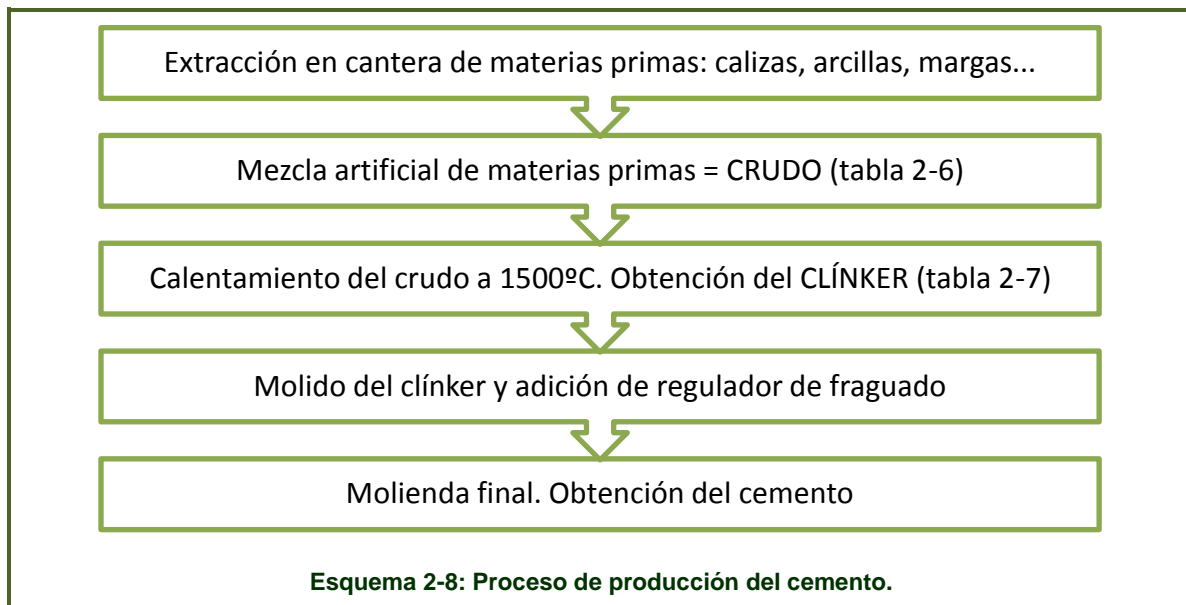 Extracción en cantera de materias primas: calizas, arcillas, margas...
Mezcla artificial de materias primas = CRUDO (tabla 2-6)
Calentamiento del crudo a 1500ºC. Obtención del CLÍNKER (tabla 2-7)
Molido del clínker y adición de regulador de fraguado
Molienda final. Obtención del cemento
Esquema 2-8: Proceso de producción del cemento.